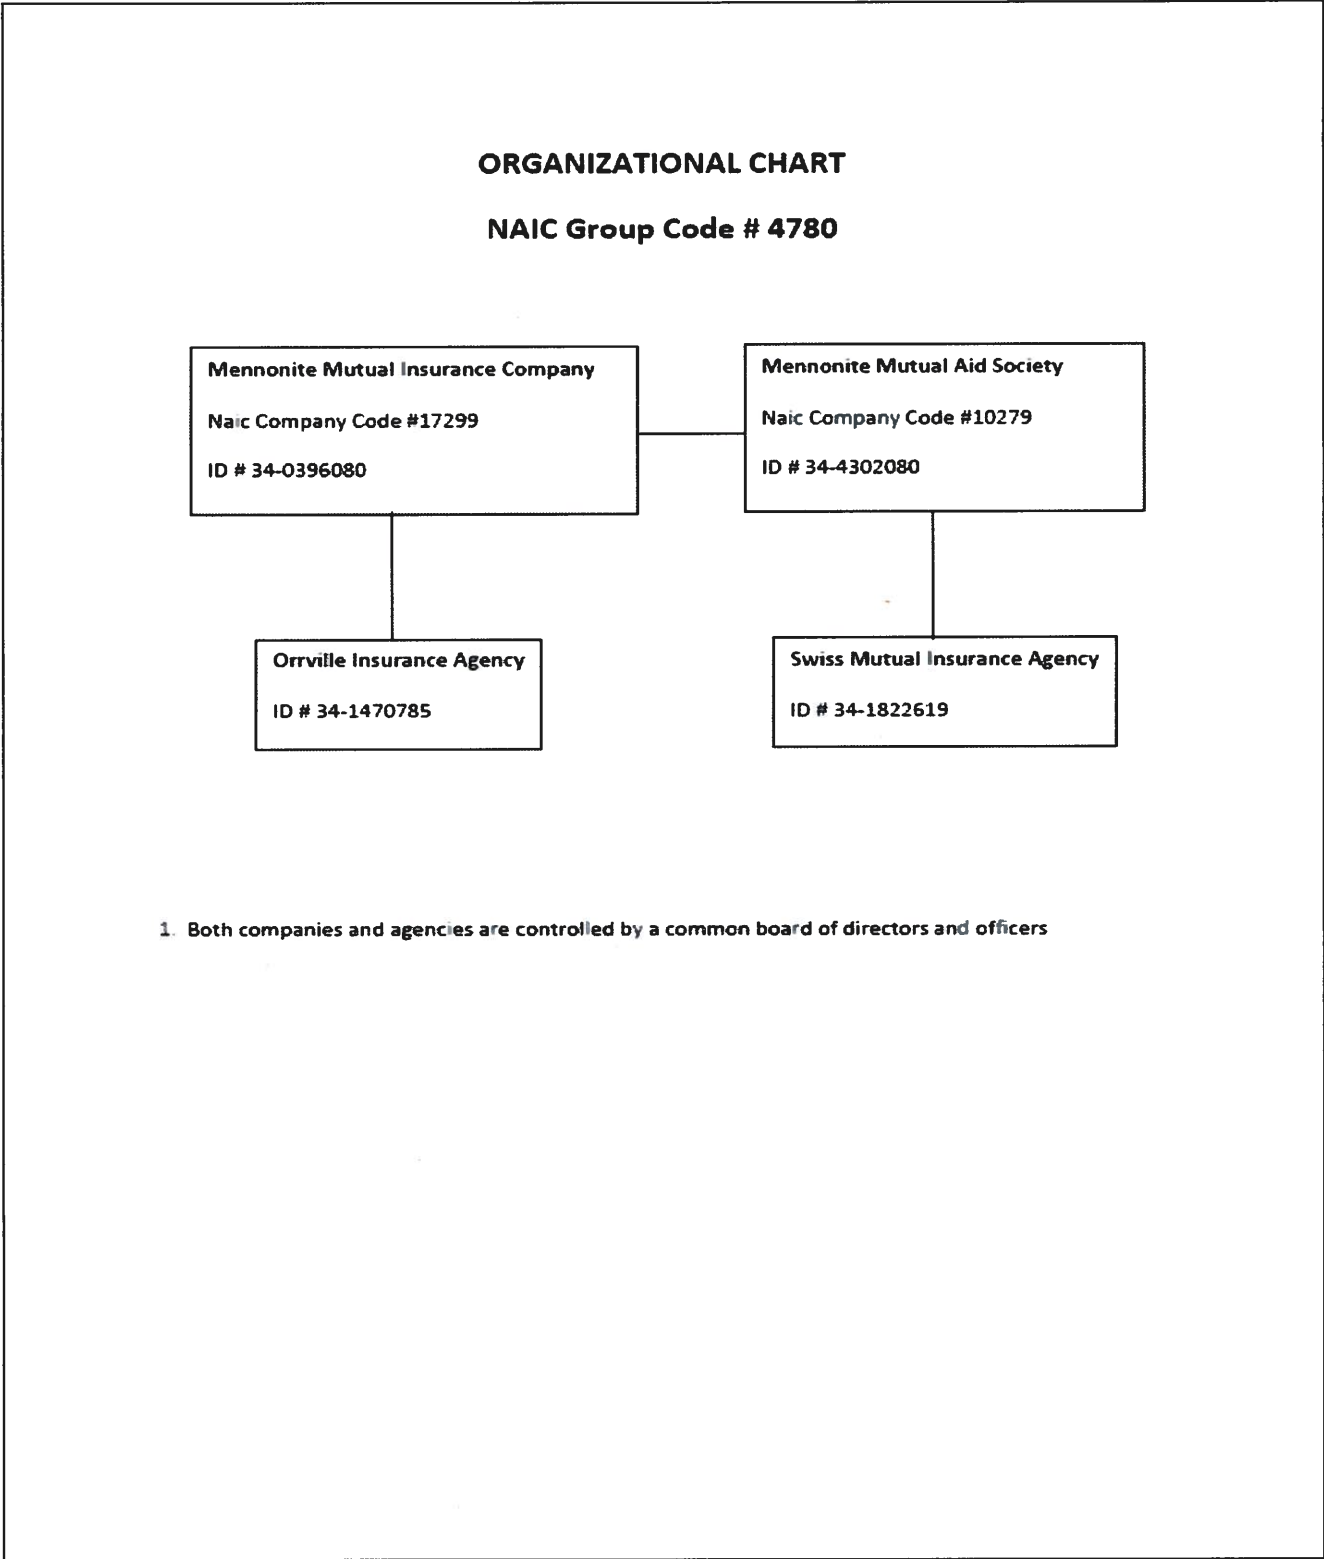 ORGANIZATIONAL CHART
NAIC Group Code # 4780
Mennonite Mutual Insurance Company
Naic Company Code #17299
ID # 34-0396080
Mennonite Mutual Aid Society
Naic Company Code #10279
ID # 34-4302080
Orrville Insurance Agency
ID # 34-1470785
Swiss Mutual Insurance Agency
ID # 34-1822619
1. Both companies and agencies are controlled by a common board of directors and officers